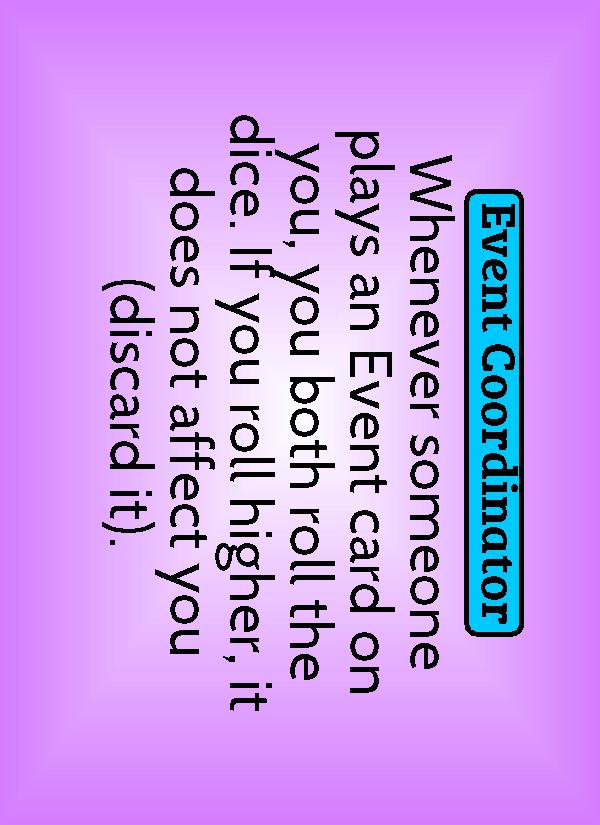 Event Coordinator
Whenever someone
plays an Event card on
you, you both roll the
dice. If you roll higher, it
does not affect you
(discard it).